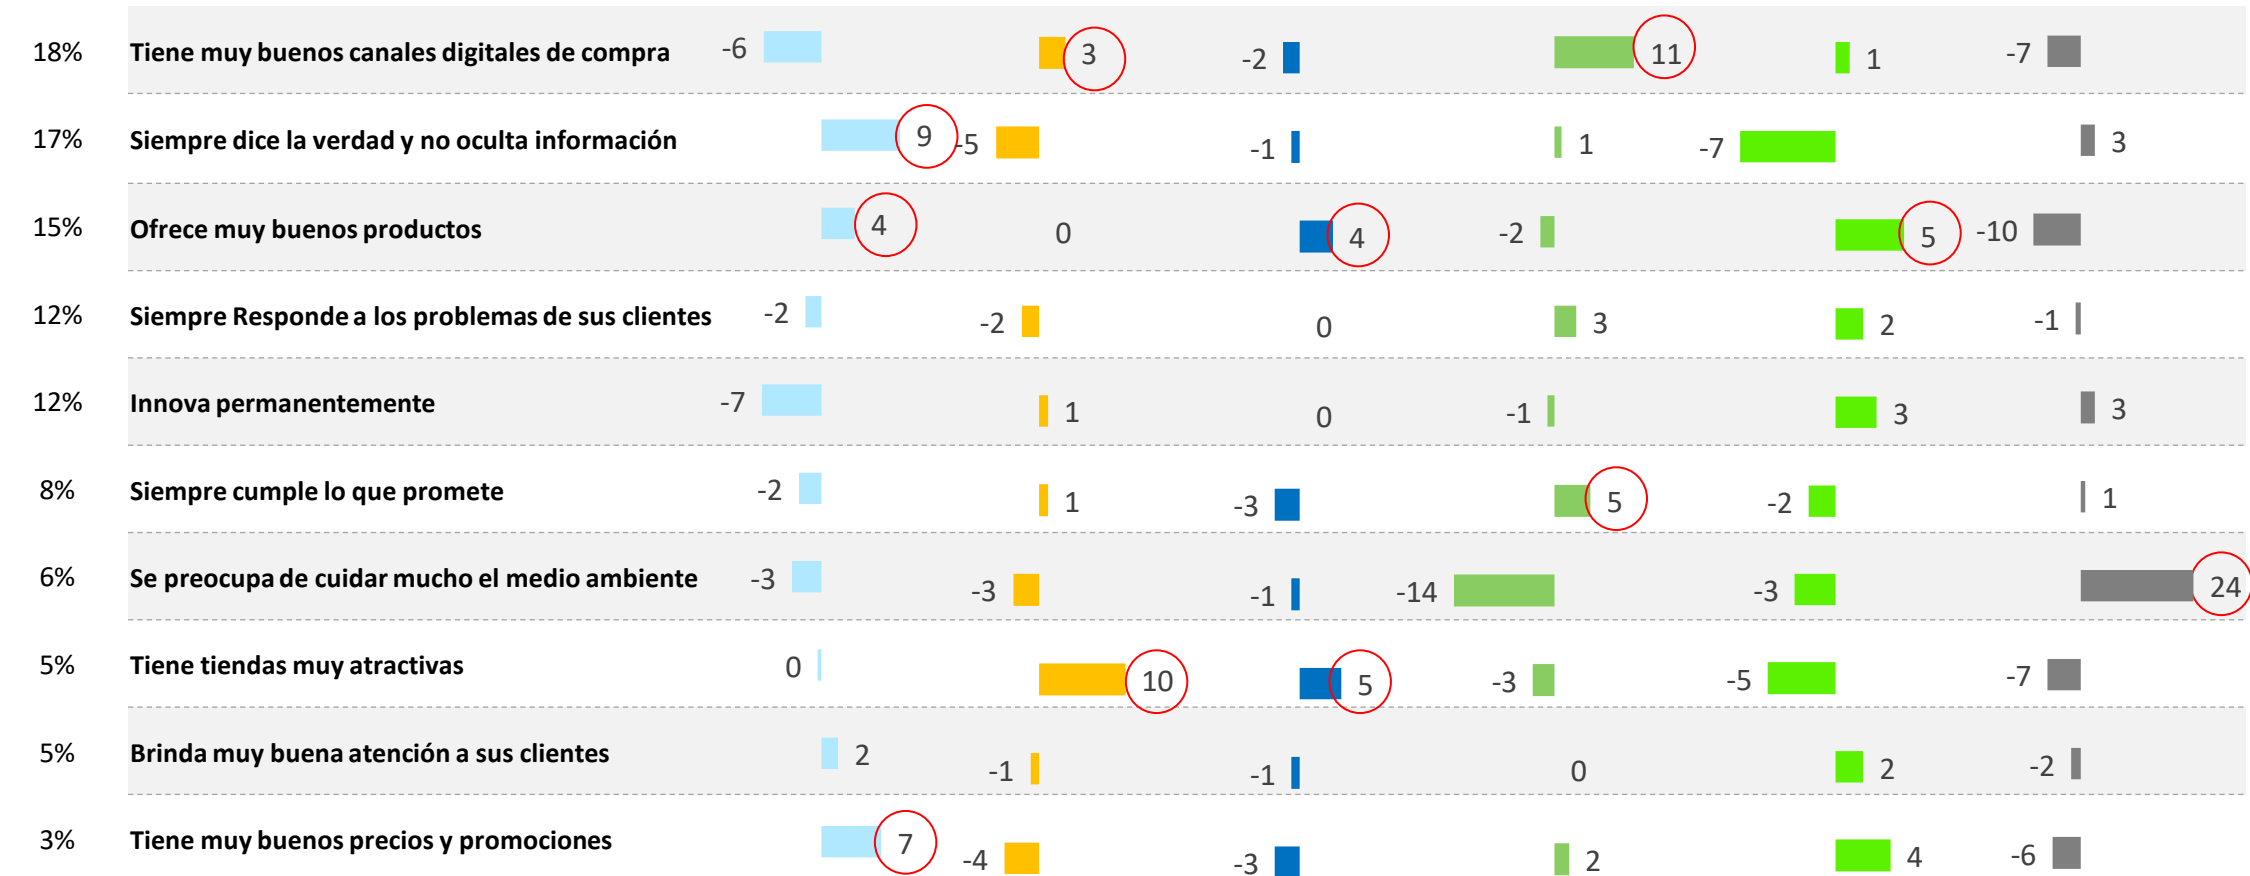 18% Tiene muy buenos canales digitales de compra -6 3 -2 11 1 -7
17% Siempre dice la verdad y no oculta información 9 -5 -1 1 -7 3
15% Ofrece muy buenos productos 4 0 4 -2 5 -10
12% Siempre Responde a los problemas de sus clientes -2 -2 0 3 2 -1
12% Innova permanentemente -7 1 0 -1 3 3
8% Siempre cumple lo que promete -2 1 -3 5 -2 1
6% Se preocupa de cuidar mucho el medio ambiente -3 -3 -1 -14 -3 24
5% Tiene tiendas muy atractivas 0 10 5 -3 -5 -7
5% Brinda muy buena atención a sus clientes 2 -1 -1 0 2 -2
3% Tiene muy buenos precios y promociones 7 -4 -3 2 4 -6